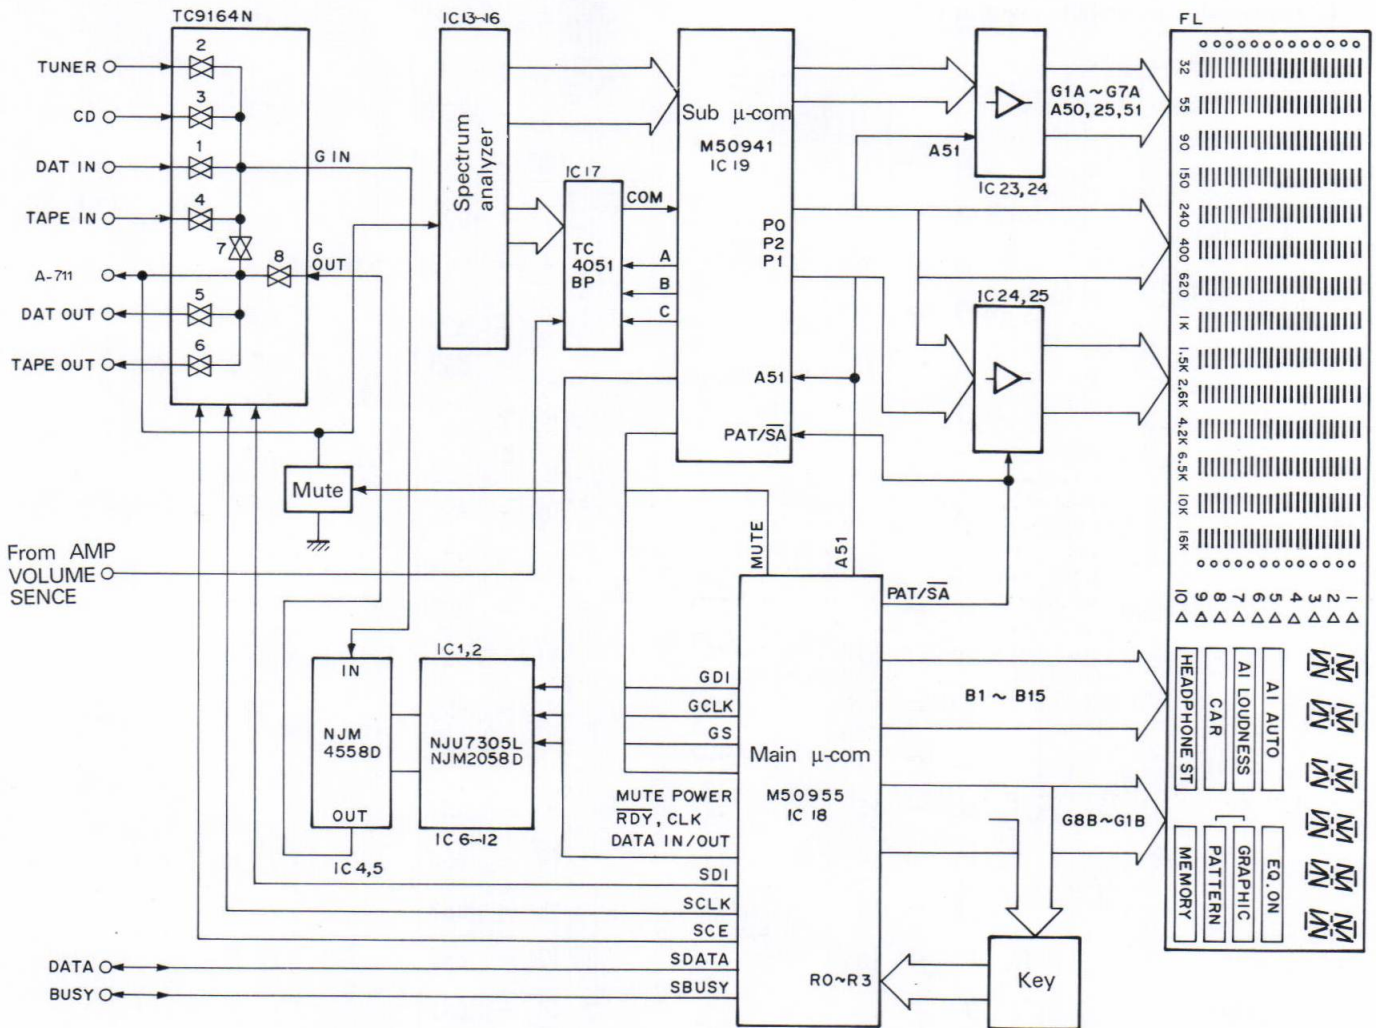 TC9164N
IC13~16
FL
TUNER
2
CD
3
DAT IN
1
G IN
TAPE IN
4
7
8
G
OUT
A-711
DAT OUT
5
TAPE OUT
6
Spectrum
analyzer
IC17
TC
4051
BP
COM
A
B
C
Sub μ-com
M50941
IC19
P0
P2
P1
A51
PAT/S̅A̅
A51
IC23,24
G1A~G7A
A50,25,51
IC24,25
32
55
90
150
240
400
620
1K
1.5K
2.6K
4.2K
6.5K
10K
16K
Mute
From AMP
VOLUME
SENCE
MUTE
A51
PAT/S̅A̅
IN
NJM
4558D
OUT
IC4,5
IC1,2
NJU7305L
NJM2058D
IC6~12
GDI
GCLK
GS
Main μ-com
M50955
IC18
MUTE POWER
R̅D̅Y̅, CLK
DATA IN/OUT
SDI
SCLK
SCE
SDATA
SBUSY
DATA
BUSY
B1 ~ B15
G8B~G1B
R0~R3
Key
10
9
8
7
6
5
4
3
2
1
HEADPHONE ST
CAR
AI LOUDNESS
AI AUTO
MEMORY
PATTERN
GRAPHIC
EQ.ON